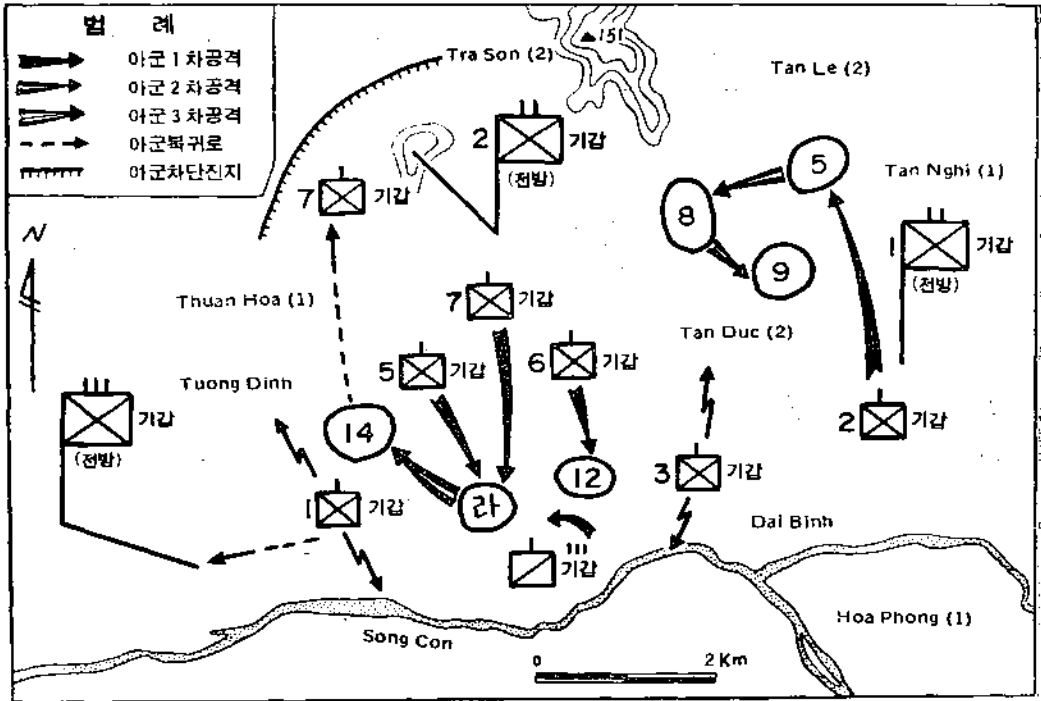 범 례
아군 1 차공격
아군 2 차공격
아군 3 차공격
아군복귀로
아군차단진지
Tra Son (2)
▲151
Tan Le (2)
2 기갑
(전방)
5
Tan Nghi (1)
7 기갑
8
1 기갑
(전방)
N
9
Thuan Hoa (1)
7 기갑
Tan Duc (2)
5 기갑
6 기갑
Tuong Dinh
2 기갑
기갑
(전방)
14
12
3 기갑
라
1 기갑
Dai Binh
기갑
Hoa Phong (1)
Song Con
0 2 Km